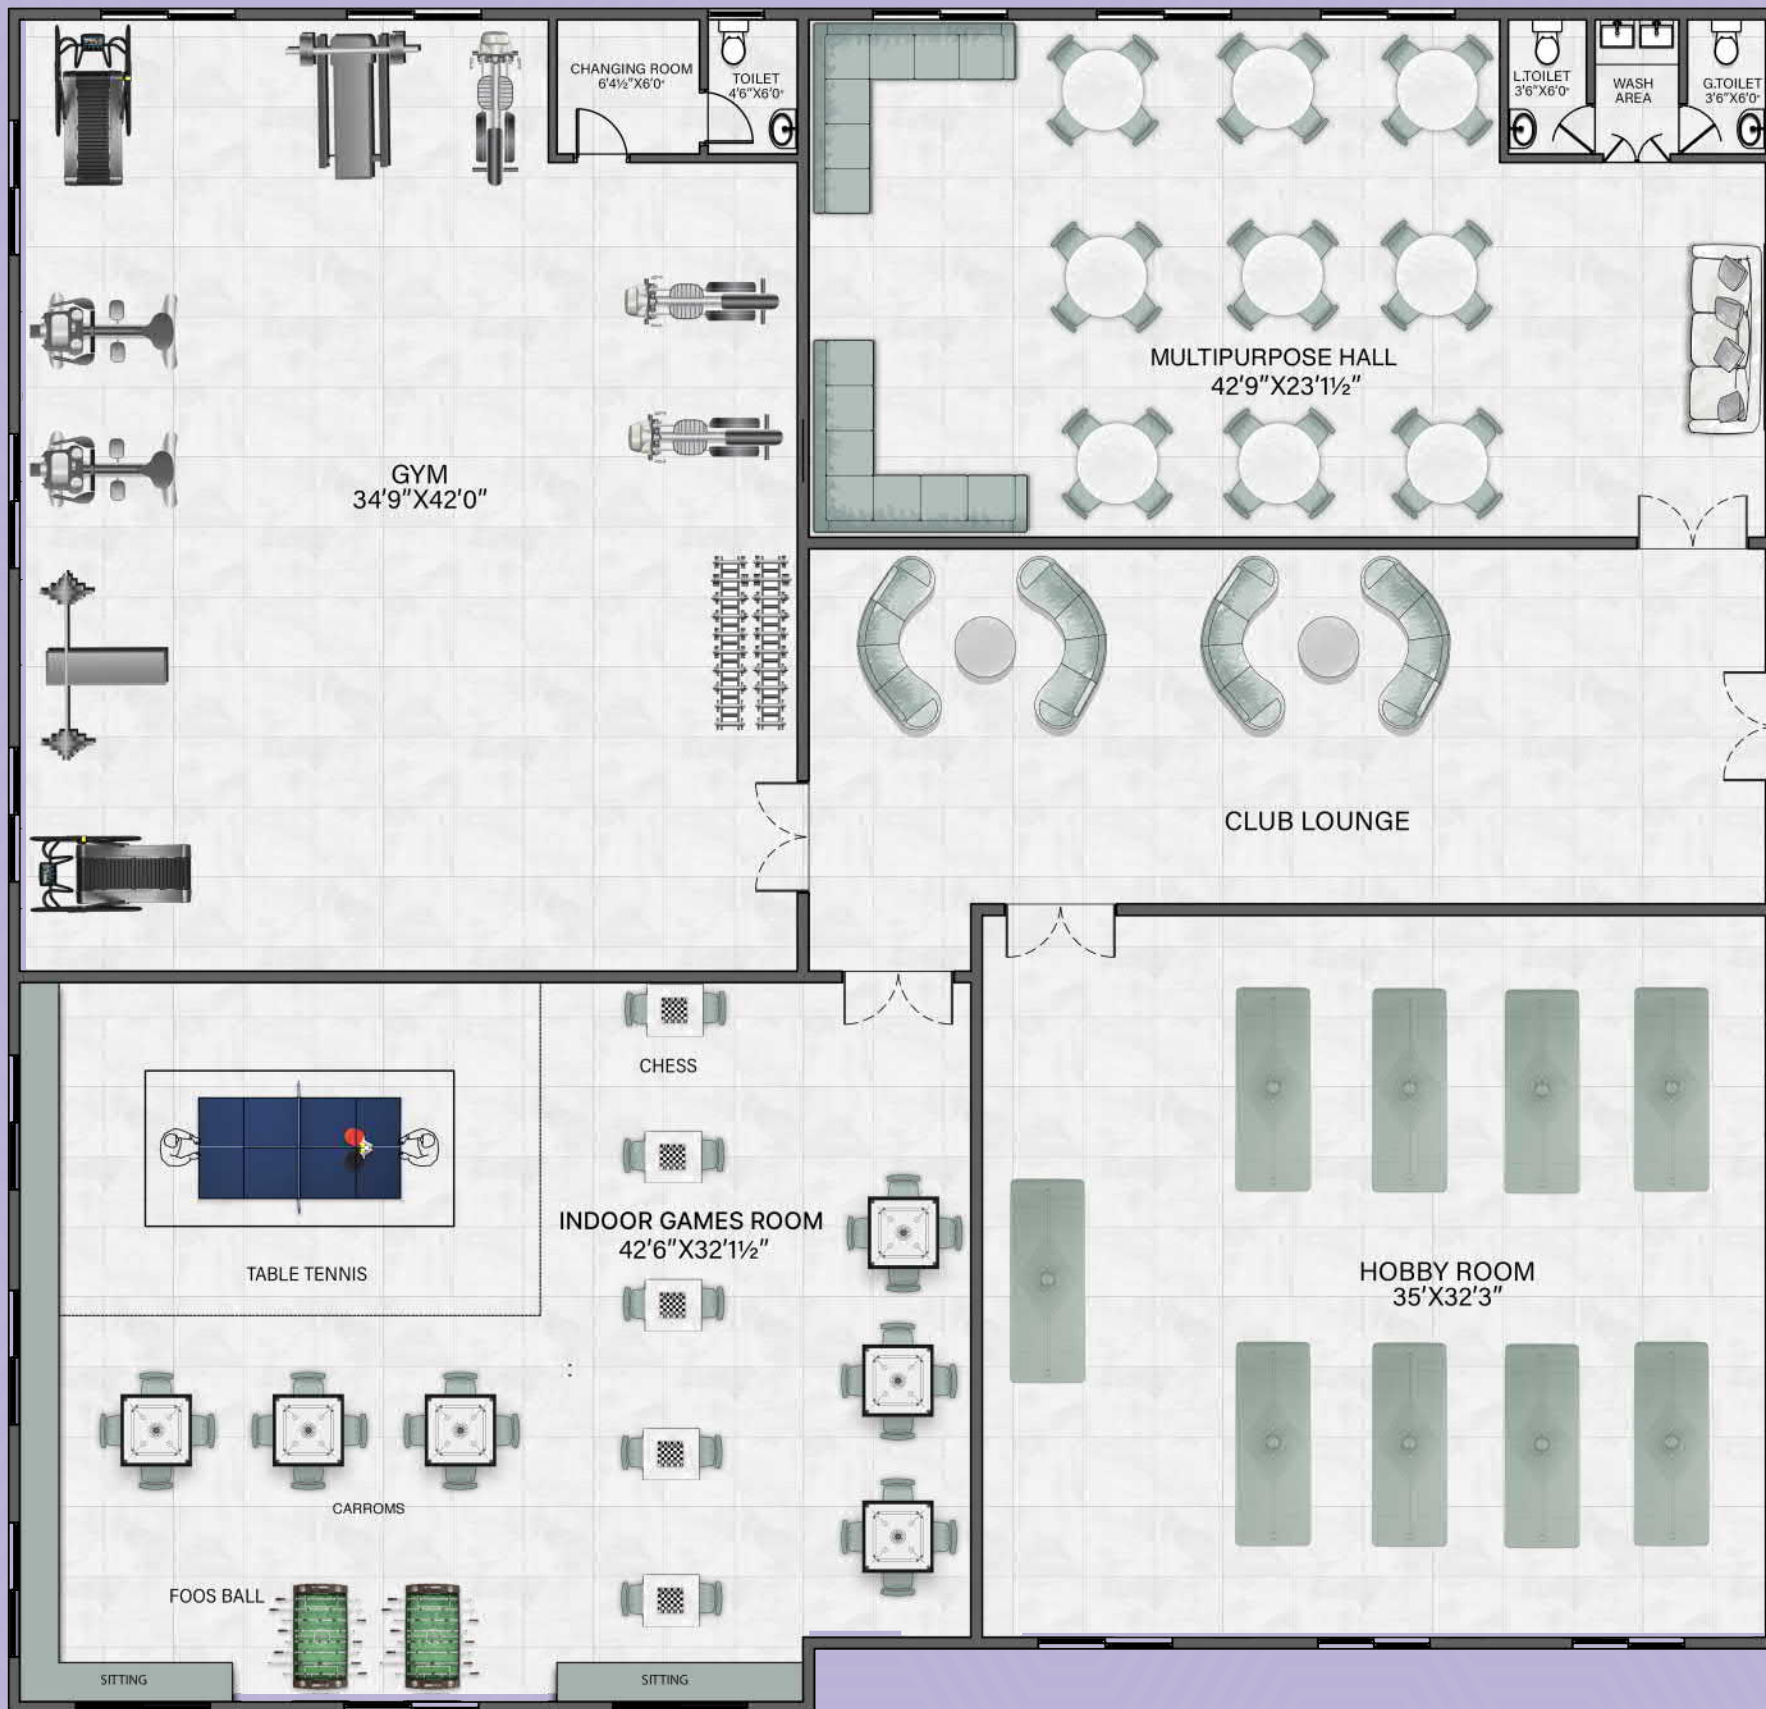 CHANGING ROOM
6'4½"X6'0"
TOILET
4'6"X6'0"
L.TOILET
3'6"X6'0"
WASH
AREA
G.TOILET
3'6"X6'0"
MULTIPURPOSE HALL
42'9"X23'1½"
GYM
34'9"X42'0"
CLUB LOUNGE
CHESS
INDOOR GAMES ROOM
42'6"X32'1½"
TABLE TENNIS
HOBBY ROOM
35'X32'3"
CARROMS
FOOS BALL
SITTING
SITTING